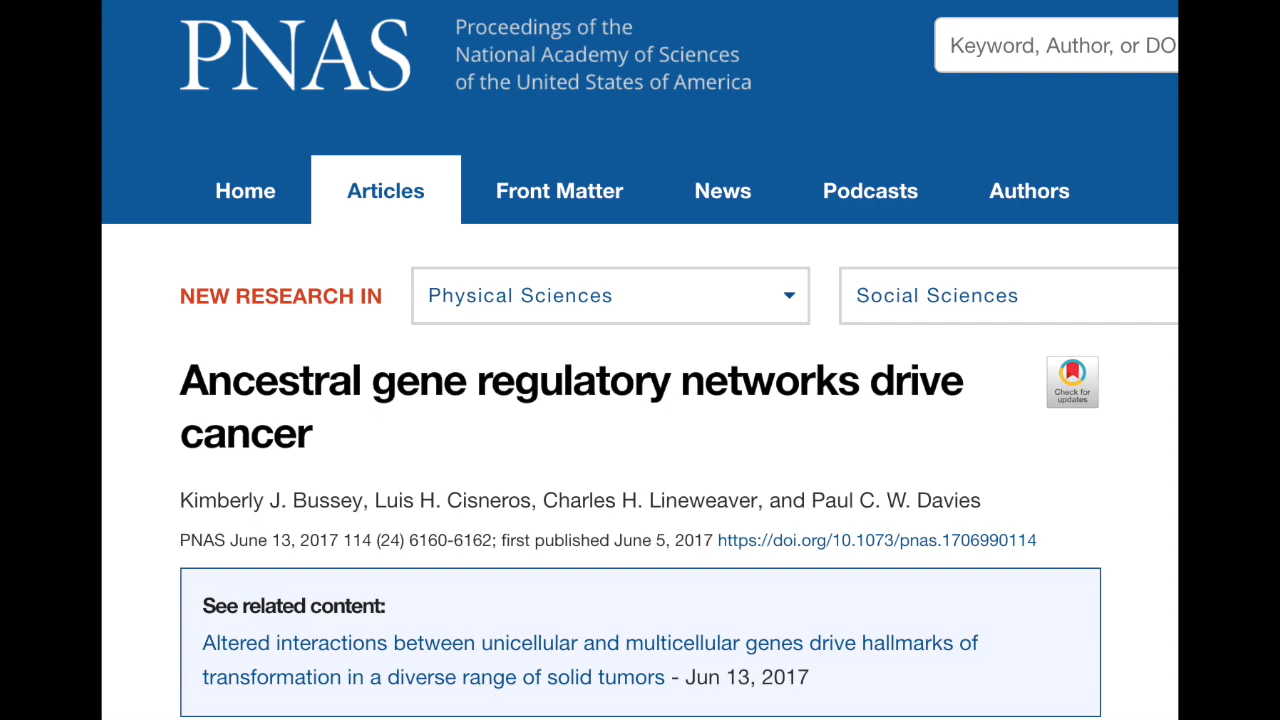 PNAS
Proceedings of the
National Academy of Sciences
of the United States of America
Keyword, Author, or DO
Home Articles Front Matter News Podcasts Authors
NEW RESEARCH IN Physical Sciences Social Sciences
Ancestral gene regulatory networks drive
cancer
Check for
updates
Kimberly J. Bussey, Luis H. Cisneros, Charles H. Lineweaver, and Paul C. W. Davies
PNAS June 13, 2017 114 (24) 6160-6162; first published June 5, 2017 https://doi.org/10.1073/pnas.1706990114
See related content:
Altered interactions between unicellular and multicellular genes drive hallmarks of
transformation in a diverse range of solid tumors - Jun 13, 2017